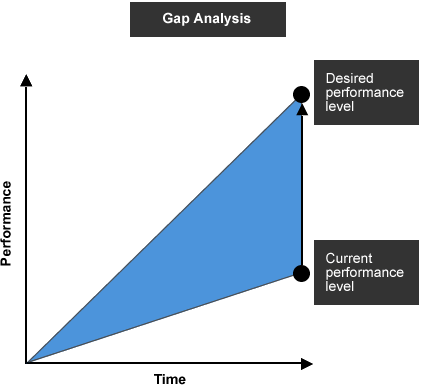 Gap Analysis
Desired
performance
level
Performance
Current
performance
level
Time